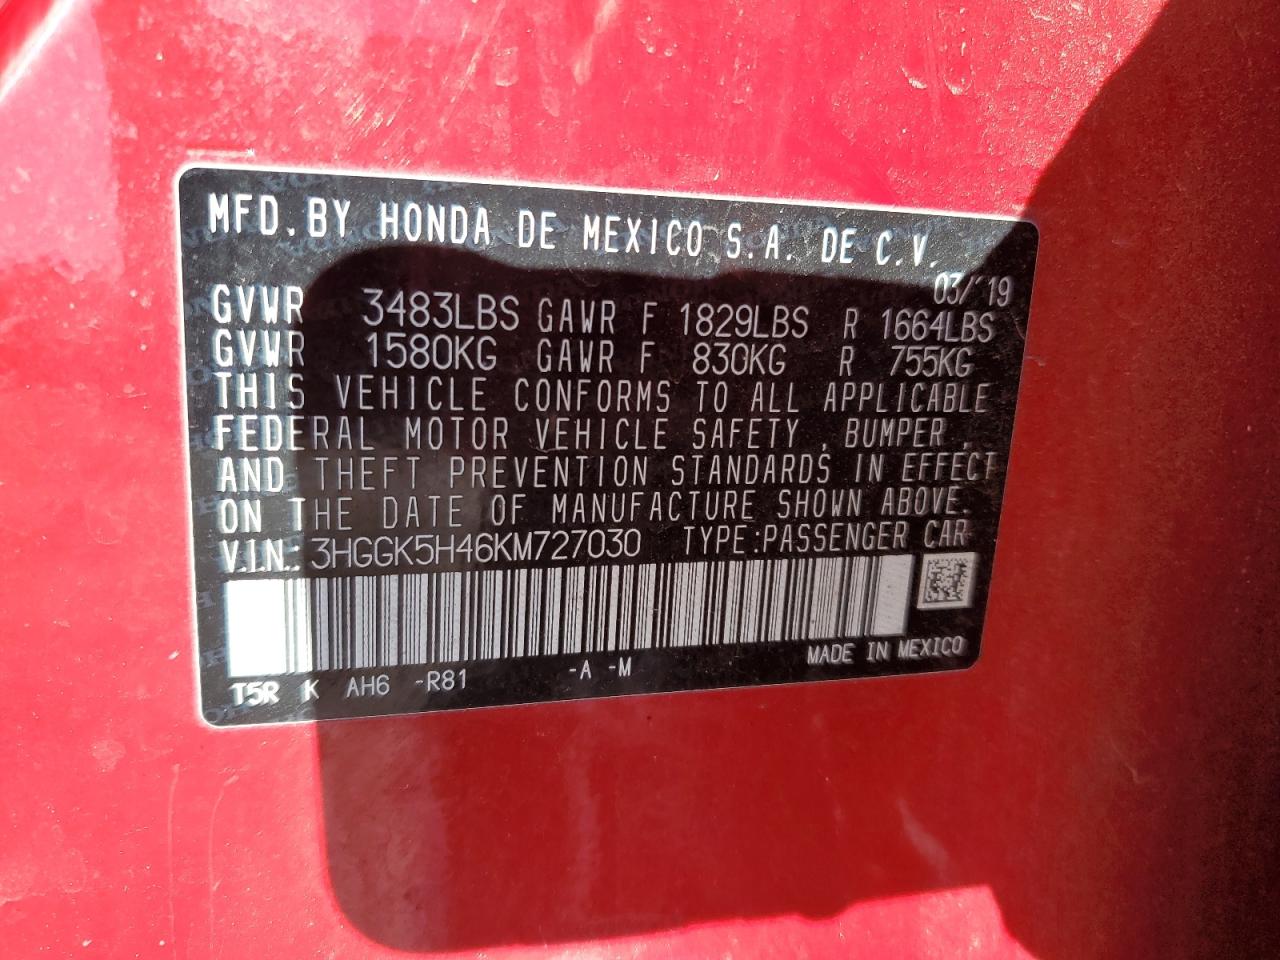 MFD. BY HONDA DE MEXICO S.A. DE C.V.
03/'19
GVWR 3483LBS GAWR F 1829LBS R 1664LBS
GVWR 1580KG GAWR F 830KG R 755KG
THIS VEHICLE CONFORMS TO ALL APPLICABLE
FEDERAL MOTOR VEHICLE SAFETY , BUMPER ,
AND THEFT PREVENTION STANDARDS IN EFFECT
ON THE DATE OF MANUFACTURE SHOWN ABOVE.
V.I.N.: 3HGGK5H46KM727030 TYPE:PASSENGER CAR
T5R K AH6 -R81 -A -M MADE IN MEXICO